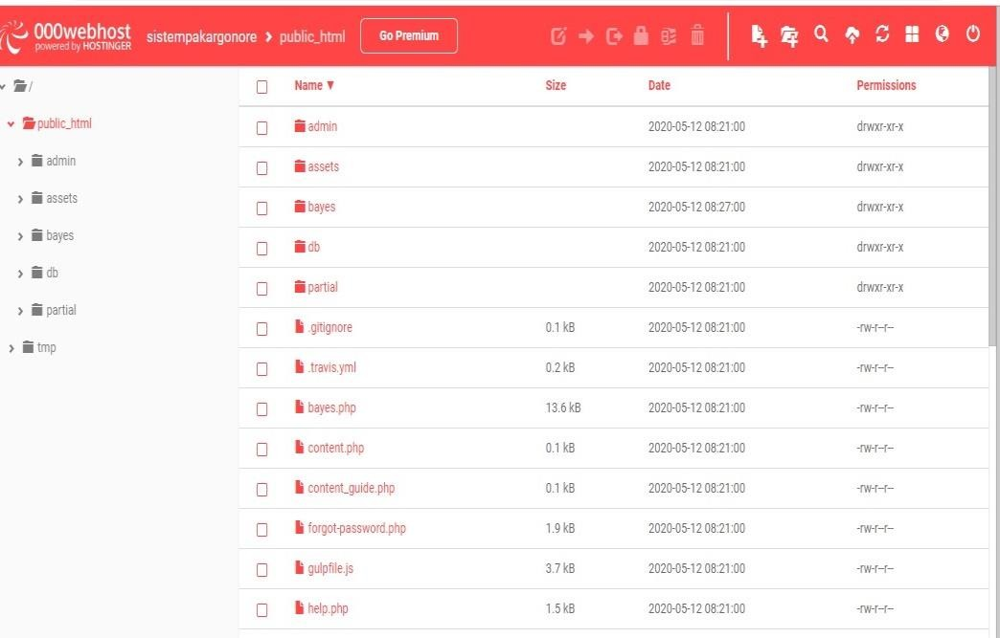 000webhost
powered by HOSTINGER
sistempakargonore > public_html
Go Premium
/
public_html
admin
assets
bayes
db
partial
tmp
Name ▼ Size Date Permissions
admin 2020-05-12 08:21:00 drwxr-xr-x
assets 2020-05-12 08:21:00 drwxr-xr-x
bayes 2020-05-12 08:27:00 drwxr-xr-x
db 2020-05-12 08:21:00 drwxr-xr-x
partial 2020-05-12 08:21:00 drwxr-xr-x
.gitignore 0.1 kB 2020-05-12 08:21:00 -rw-r--r--
.travis.yml 0.2 kB 2020-05-12 08:21:00 -rw-r--r--
bayes.php 13.6 kB 2020-05-12 08:21:00 -rw-r--r--
content.php 0.1 kB 2020-05-12 08:21:00 -rw-r--r--
content_guide.php 0.1 kB 2020-05-12 08:21:00 -rw-r--r--
forgot-password.php 1.9 kB 2020-05-12 08:21:00 -rw-r--r--
gulpfile.js 3.7 kB 2020-05-12 08:21:00 -rw-r--r--
help.php 1.5 kB 2020-05-12 08:21:00 -rw-r--r--